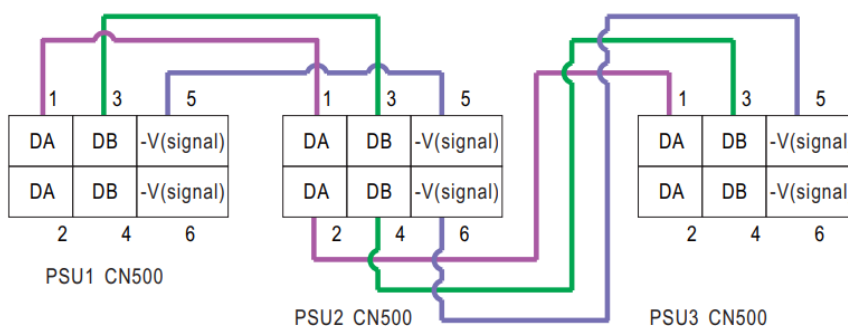 1 3 5 1 3 5 1 3 5
DA DB -V(signal) DA DB -V(signal) DA DB -V(signal)
DA DB -V(signal) DA DB -V(signal) DA DB -V(signal)
2 4 6 2 4 6 2 4 6
PSU1 CN500 PSU2 CN500 PSU3 CN500